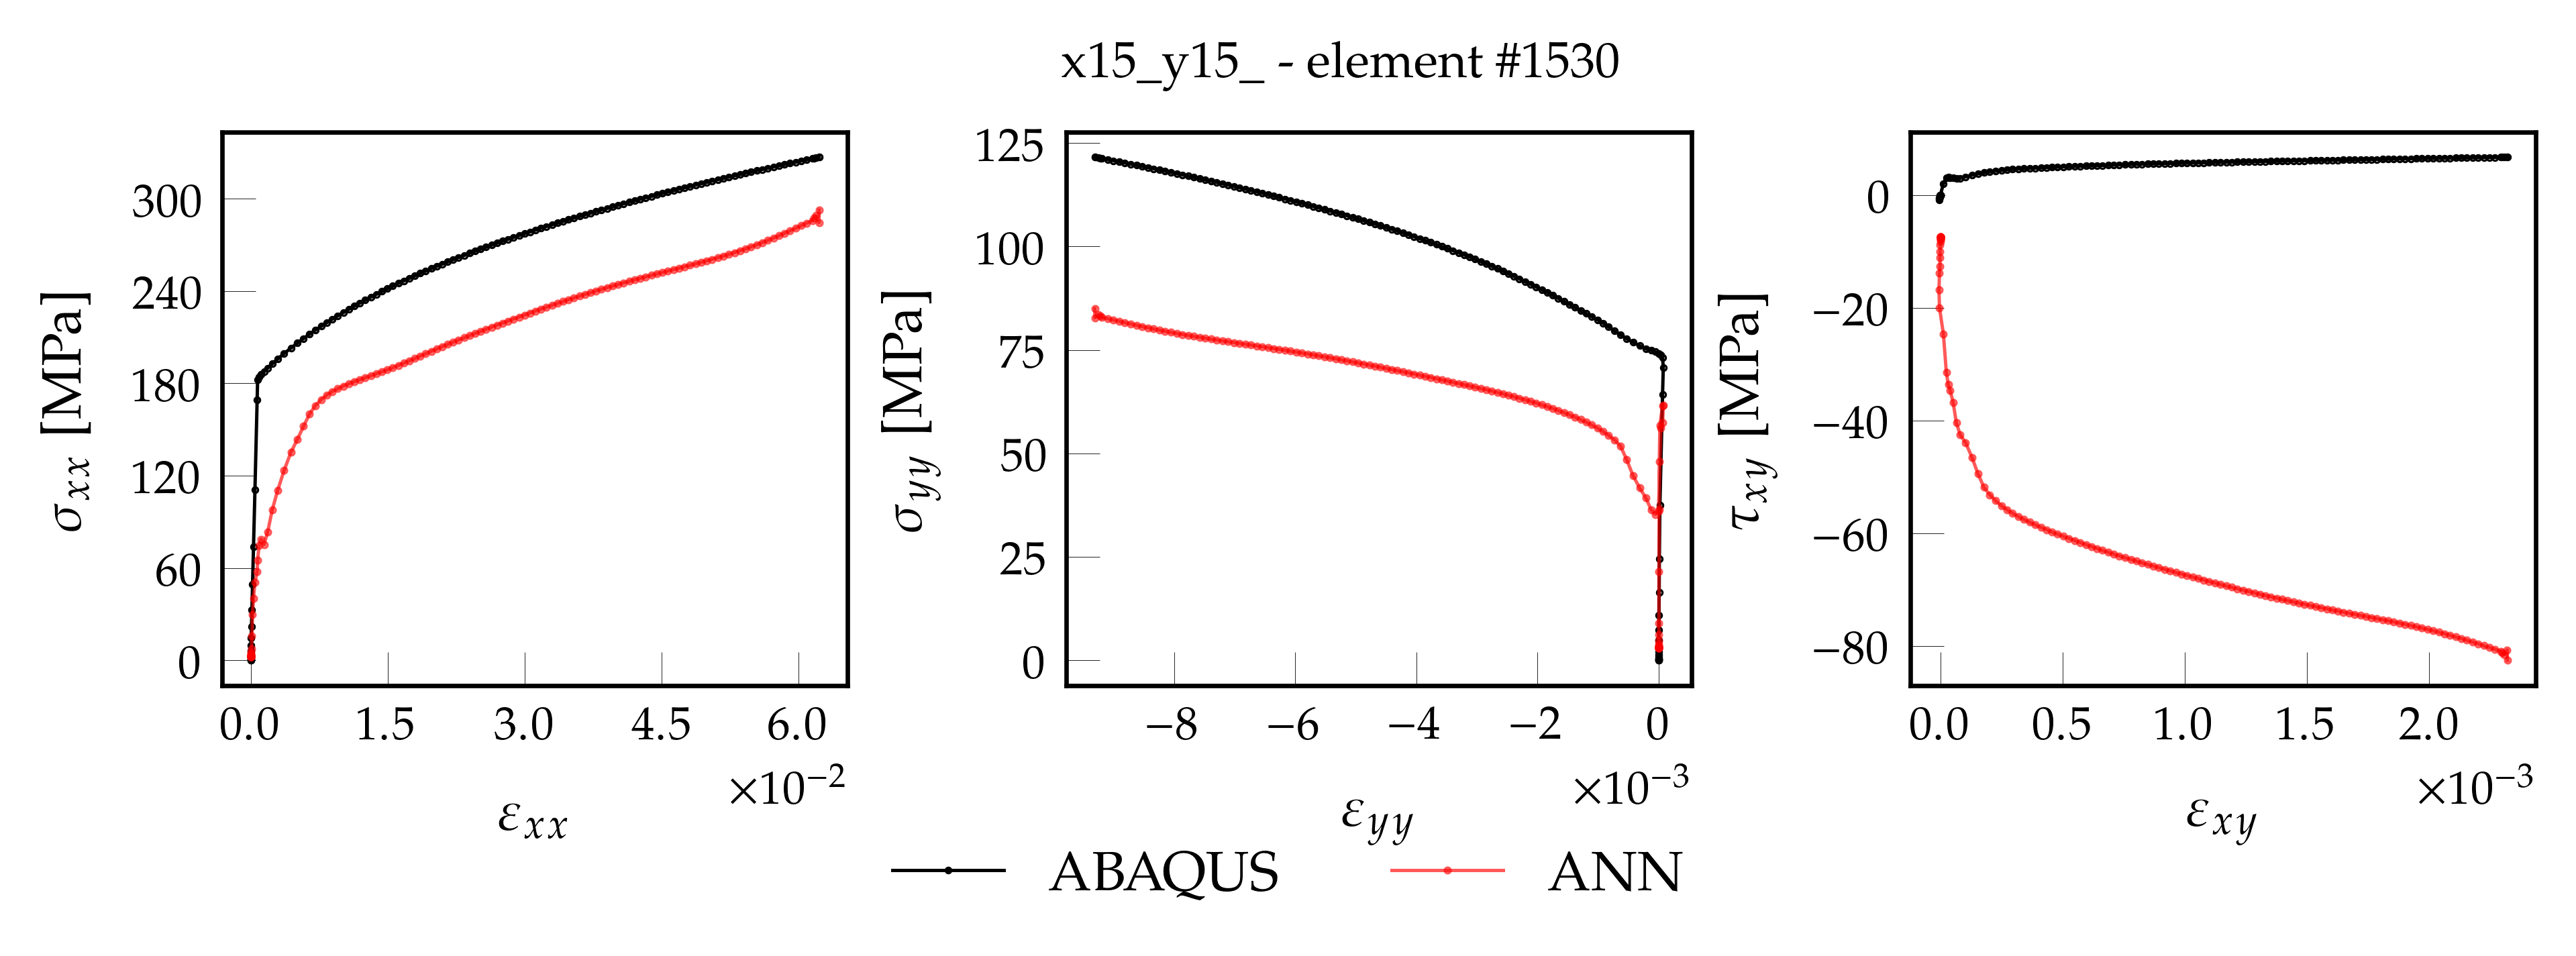 x15_y15_ - element #1530
σxx [MPa]
300
240
180
120
60
0
0.0 1.5 3.0 4.5 6.0
×10⁻²
εxx
σyy [MPa]
125
100
75
50
25
0
−8 −6 −4 −2 0
×10⁻³
εyy
τxy [MPa]
0
−20
−40
−60
−80
0.0 0.5 1.0 1.5 2.0
×10⁻³
εxy
ABAQUS ANN